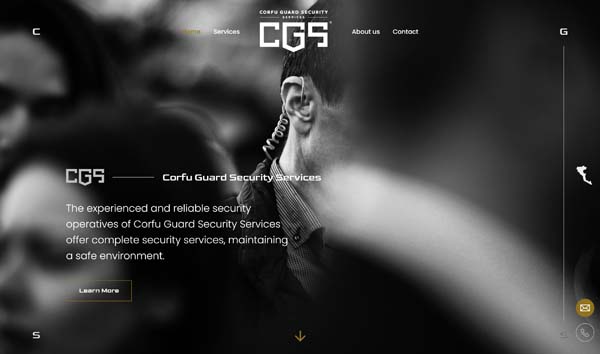 CORFU GUARD SECURITY
SERVICES
C
Home
Services
CGS
About us
Contact
G
CGS
Corfu Guard Security Services
The experienced and reliable security
operatives of Corfu Guard Security Services
offer complete security services, maintaining
a safe environment.
Learn More
S
S